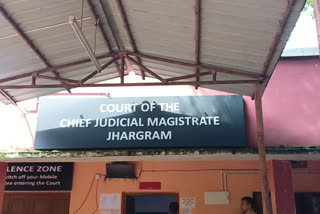 COURT OF THE
CHIEF JUDICIAL MAGISTRATE
JHARGRAM
LENCE ZONE
itch off your Mobile
ore entering the Court